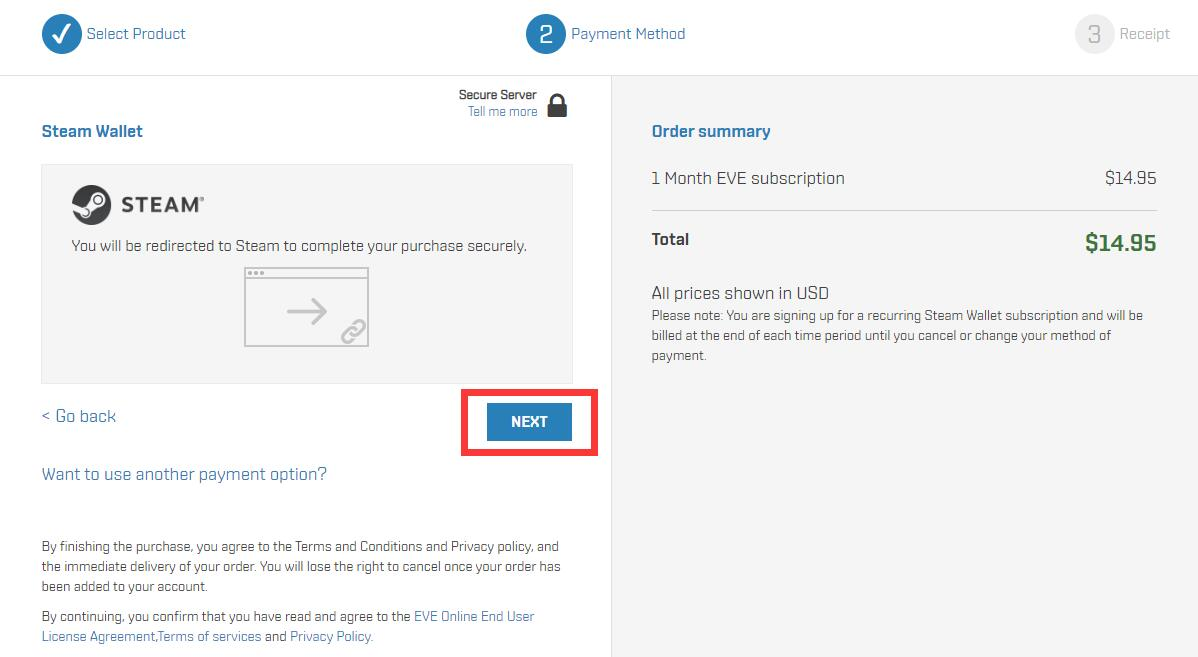 Select Product
2 Payment Method
3 Receipt
Secure Server
Tell me more
Steam Wallet
STEAM®
You will be redirected to Steam to complete your purchase securely.
< Go back
NEXT
Want to use another payment option?
By finishing the purchase, you agree to the Terms and Conditions and Privacy policy, and
the immediate delivery of your order. You will lose the right to cancel once your order has
been added to your account.
By continuing, you confirm that you have read and agree to the EVE Online End User
License Agreement,Terms of services and Privacy Policy.
Order summary
1 Month EVE subscription $14.95
Total $14.95
All prices shown in USD
Please note: You are signing up for a recurring Steam Wallet subscription and will be
billed at the end of each time period until you cancel or change your method of
payment.